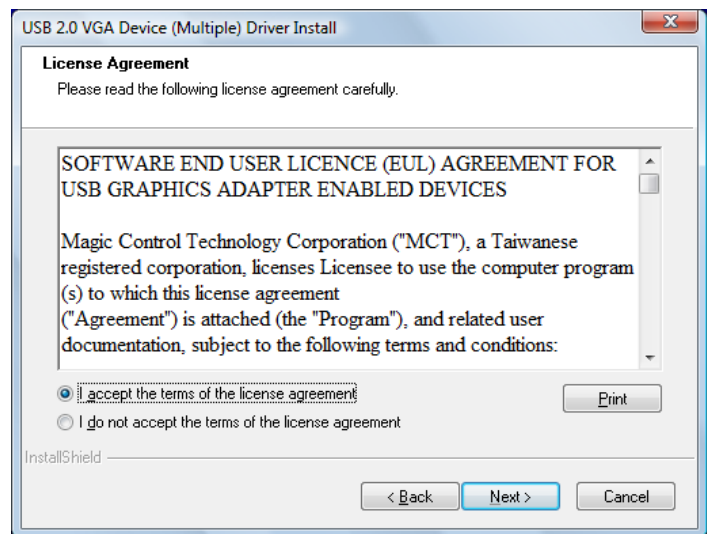 USB 2.0 VGA Device (Multiple) Driver Install
License Agreement
Please read the following license agreement carefully.
SOFTWARE END USER LICENCE (EUL) AGREEMENT FOR
USB GRAPHICS ADAPTER ENABLED DEVICES
Magic Control Technology Corporation ("MCT"), a Taiwanese
registered corporation, licenses Licensee to use the computer program
(s) to which this license agreement
("Agreement") is attached (the "Program"), and related user
documentation, subject to the following terms and conditions:
I accept the terms of the license agreement
Print
I do not accept the terms of the license agreement
InstallShield
< Back
Next >
Cancel